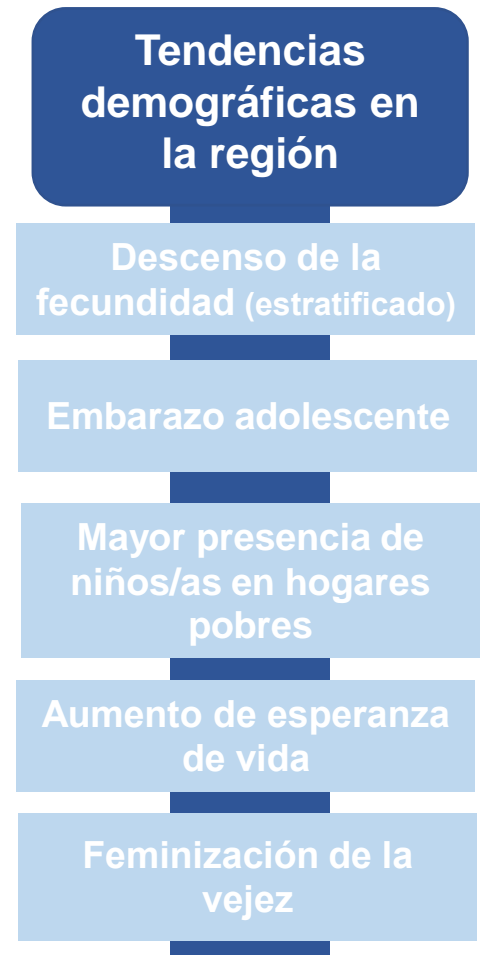 Tendencias
demográficas en
la región
Descenso de la
fecundidad (estratificado)
Embarazo adolescente
Mayor presencia de
niños/as en hogares
pobres
Aumento de esperanza
de vida
Feminización de la
vejez